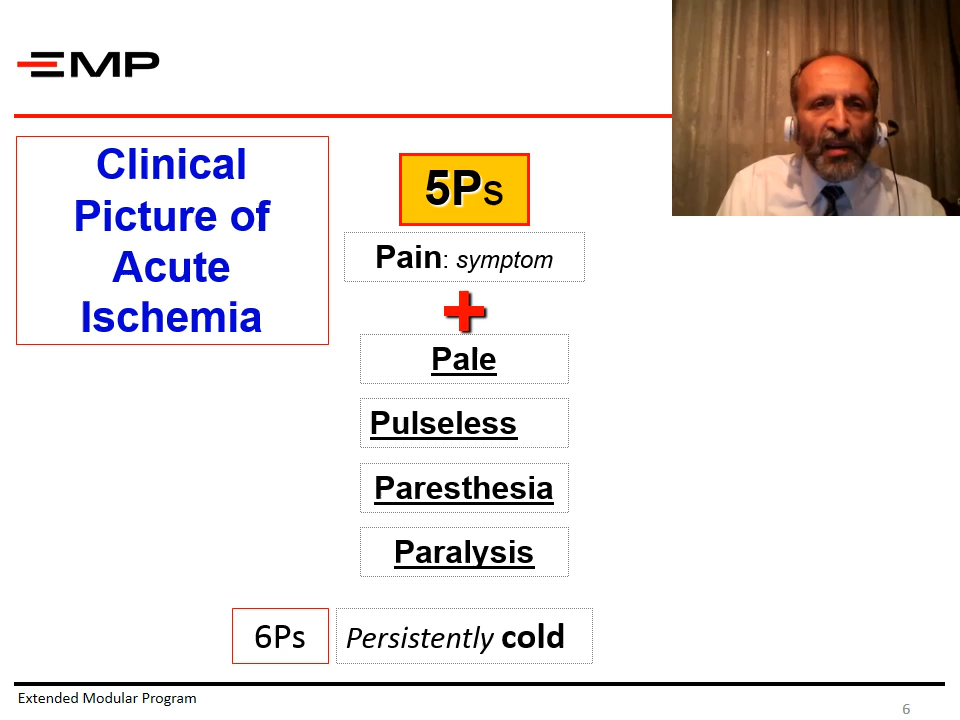 EMP
Clinical
Picture of
Acute
Ischemia
5Ps
Pain: symptom
+
Pale
Pulseless
Paresthesia
Paralysis
6Ps
Persistently cold
Extended Modular Program
6